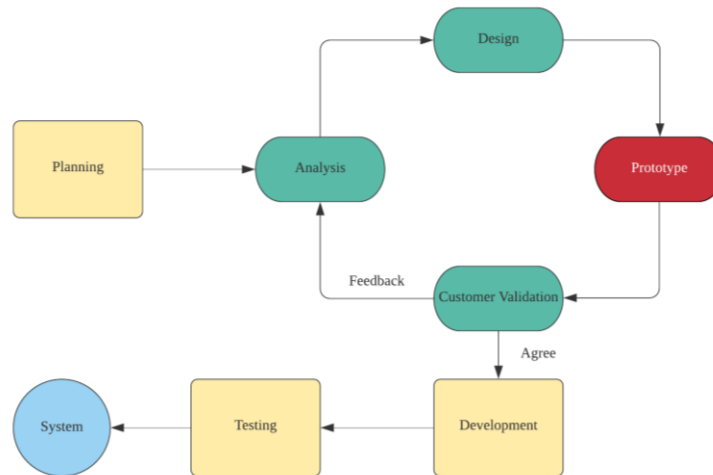 Design
Planning
Analysis
Prototype
Feedback
Customer Validation
Agree
System
Testing
Development